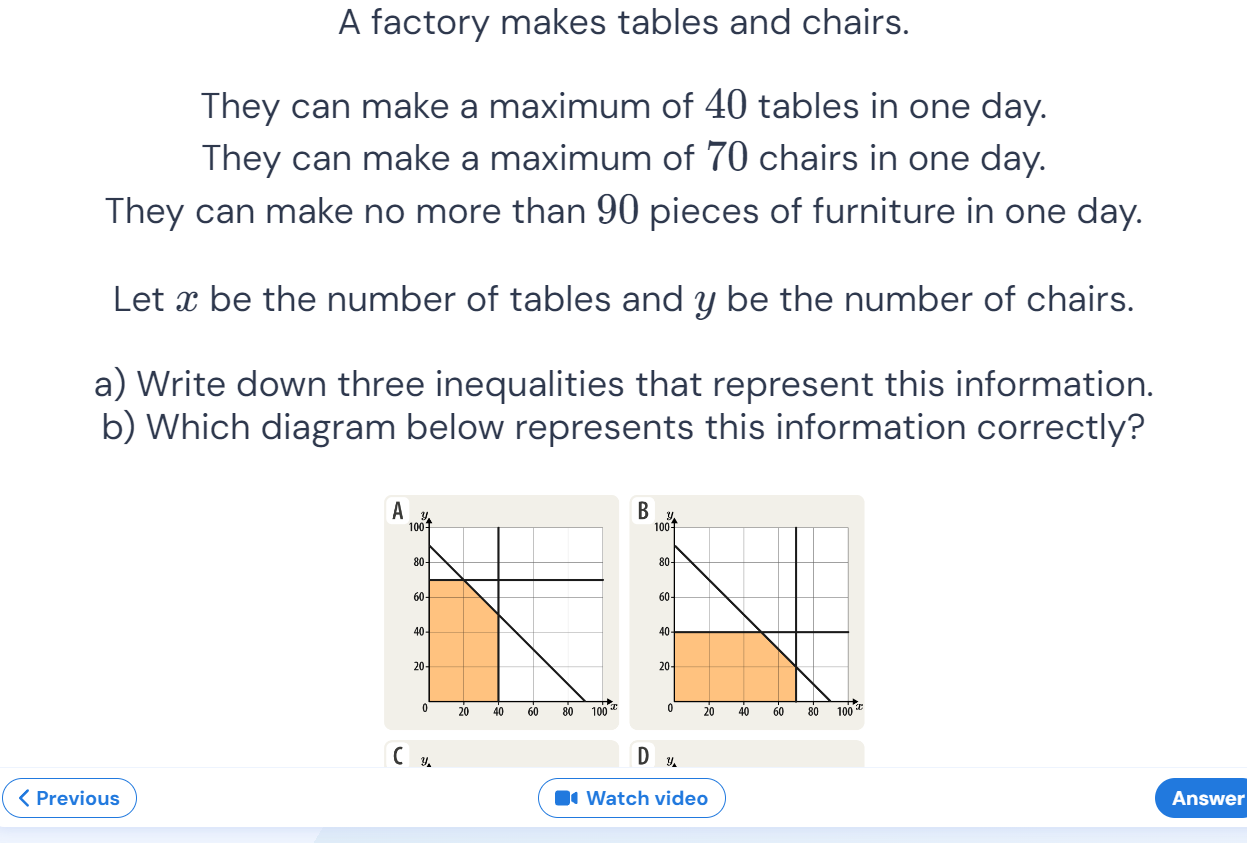 A factory makes tables and chairs.
They can make a maximum of 40 tables in one day.
They can make a maximum of 70 chairs in one day.
They can make no more than 90 pieces of furniture in one day.
Let x be the number of tables and y be the number of chairs.
a) Write down three inequalities that represent this information.
b) Which diagram below represents this information correctly?
A
y
100
80
60
40
20
0
20 40 60 80 100 x
B
y
100
80
60
40
20
0
20 40 60 80 100 x
C y
D y
Previous
Watch video
Answer